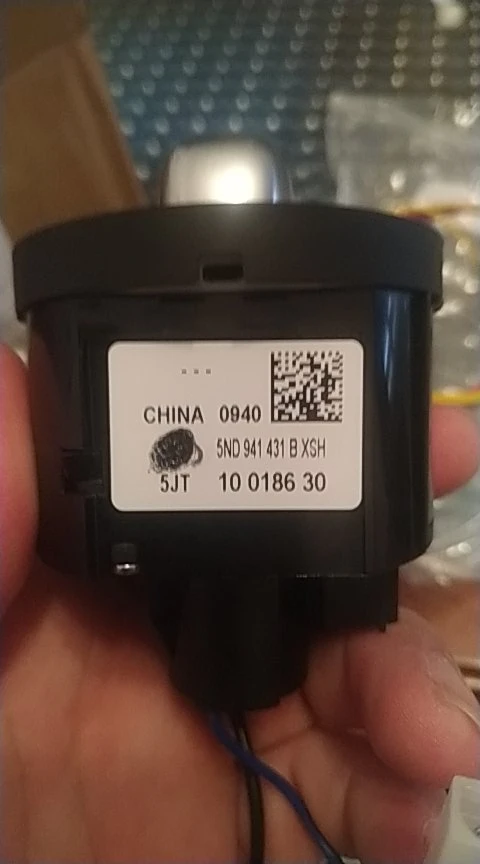 - - -
CHINA 0940
5ND 941 431 B XSH
5JT 10 0186 30